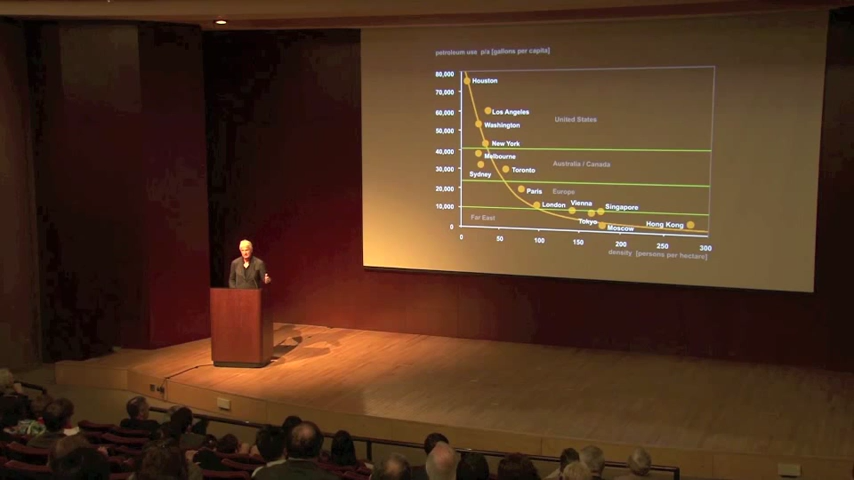 petroleum use p/a [gallons per capita]
80,000
Houston
70,000
60,000
Los Angeles
United States
50,000
Washington
40,000
New York
Melbourne
Australia / Canada
30,000
Sydney
Toronto
20,000
Paris
Europe
10,000
London
Vienna
Singapore
Far East
Tokyo
Moscow
Hong Kong
0
0 50 100 150 200 250 300
density [persons per hectare]